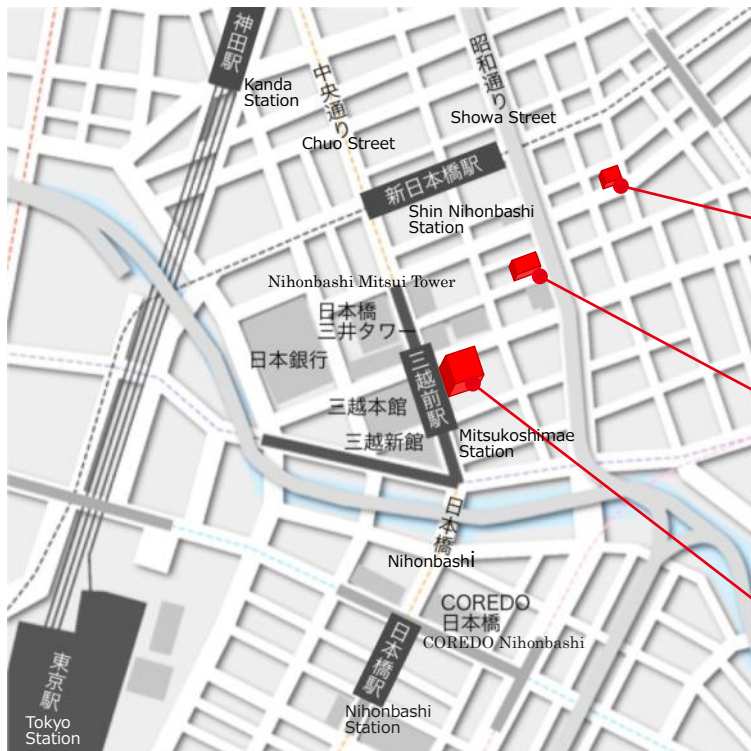 神田駅
Kanda
Station
中央通り
Chuo Street
昭和通り
Showa Street
新日本橋駅
Shin Nihonbashi
Station
Nihonbashi Mitsui Tower
日本橋
三井タワー
日本銀行
三越前駅
三越本館
三越新館
Mitsukoshimae
Station
日本橋
Nihonbashi
COREDO
日本橋
COREDO Nihonbashi
日本橋駅
Nihonbashi
Station
東京駅
Tokyo
Station